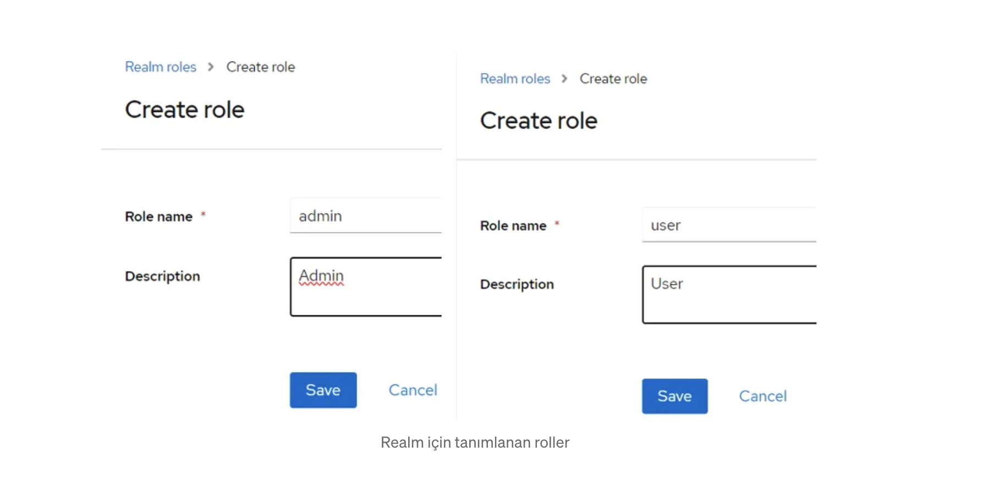 Realm roles > Create role
Create role
Role name *
admin
Description
Admin
Save
Cancel
Realm roles > Create role
Create role
Role name *
user
Description
User
Save
Cancel
Realm için tanımlanan roller